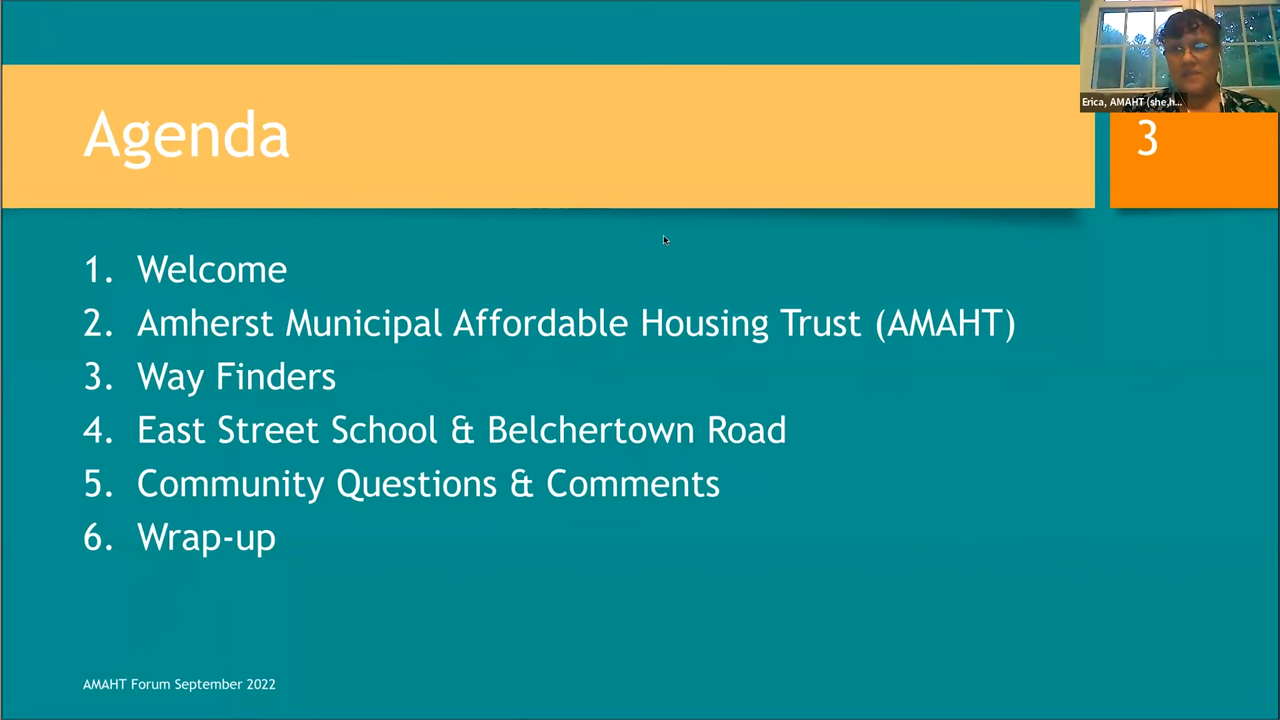 Erica, AMAHT (she,h...
Agenda
3
1. Welcome
2. Amherst Municipal Affordable Housing Trust (AMAHT)
3. Way Finders
4. East Street School & Belchertown Road
5. Community Questions & Comments
6. Wrap-up
AMAHT Forum September 2022